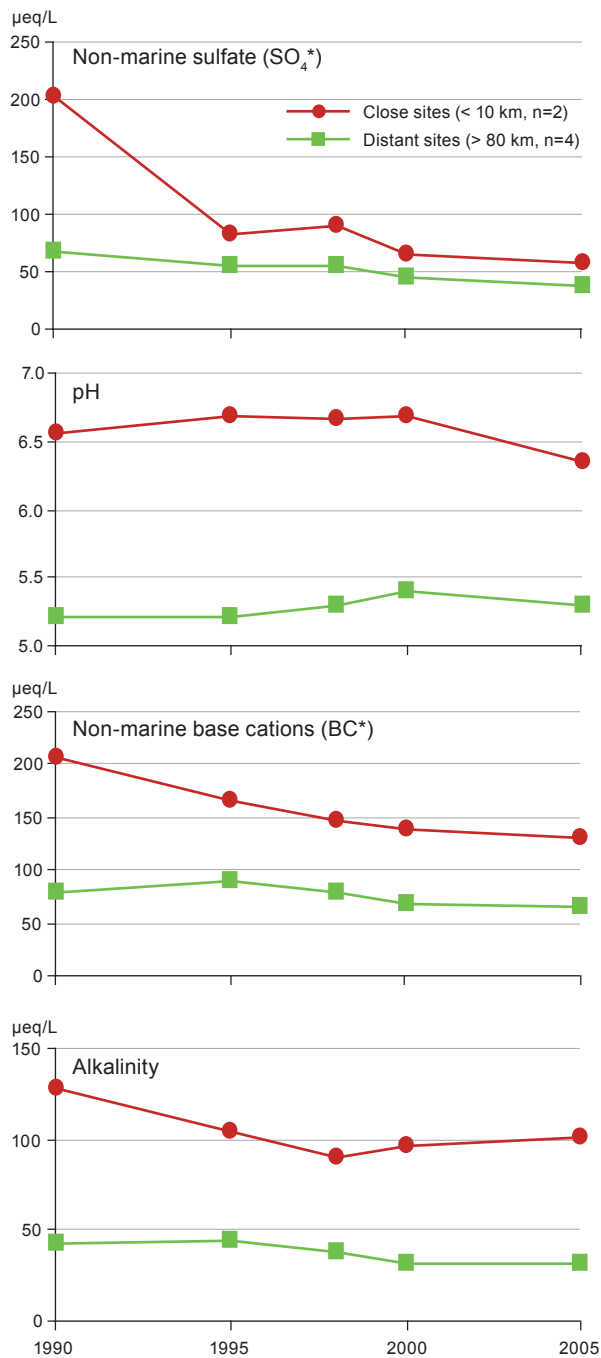 µeq/L
250
Non-marine sulfate (SO4*)
200
Close sites (< 10 km, n=2)
Distant sites (> 80 km, n=4)
150
100
50
0
7.0
pH
6.5
6.0
5.5
5.0
µeq/L
250
Non-marine base cations (BC*)
200
150
100
50
0
µeq/L
150
Alkalinity
100
50
0
1990 1995 2000 2005